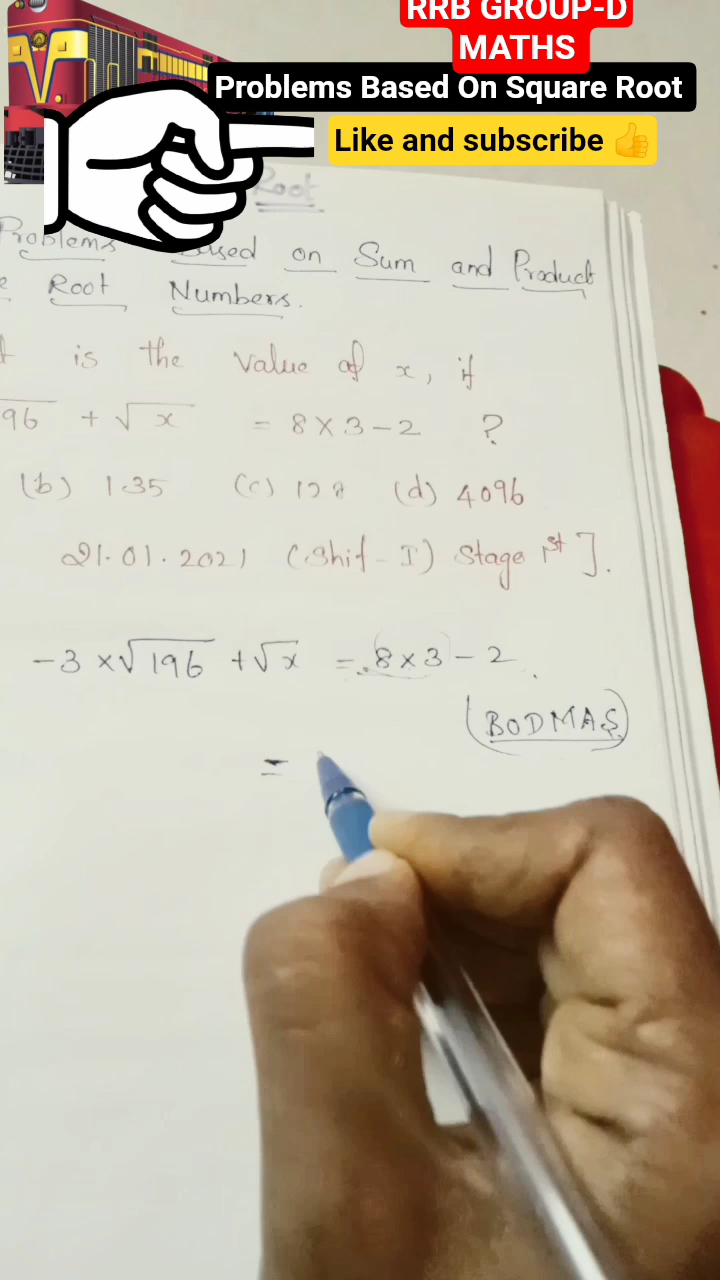 RRB GROUP-D
MATHS
Problems Based On Square Root
Like and subscribe 👍
Root
Problems Based on Sum and Product
Root Numbers.
is the value of x, if
96 + √x = 8×3-2 ?
(b) 135 (c) 128 (d) 4096
21.01.2021 (Shif-I) Stage 1st ].
-3 ×√196 +√x = 8×3-2
(BODMAS)
=